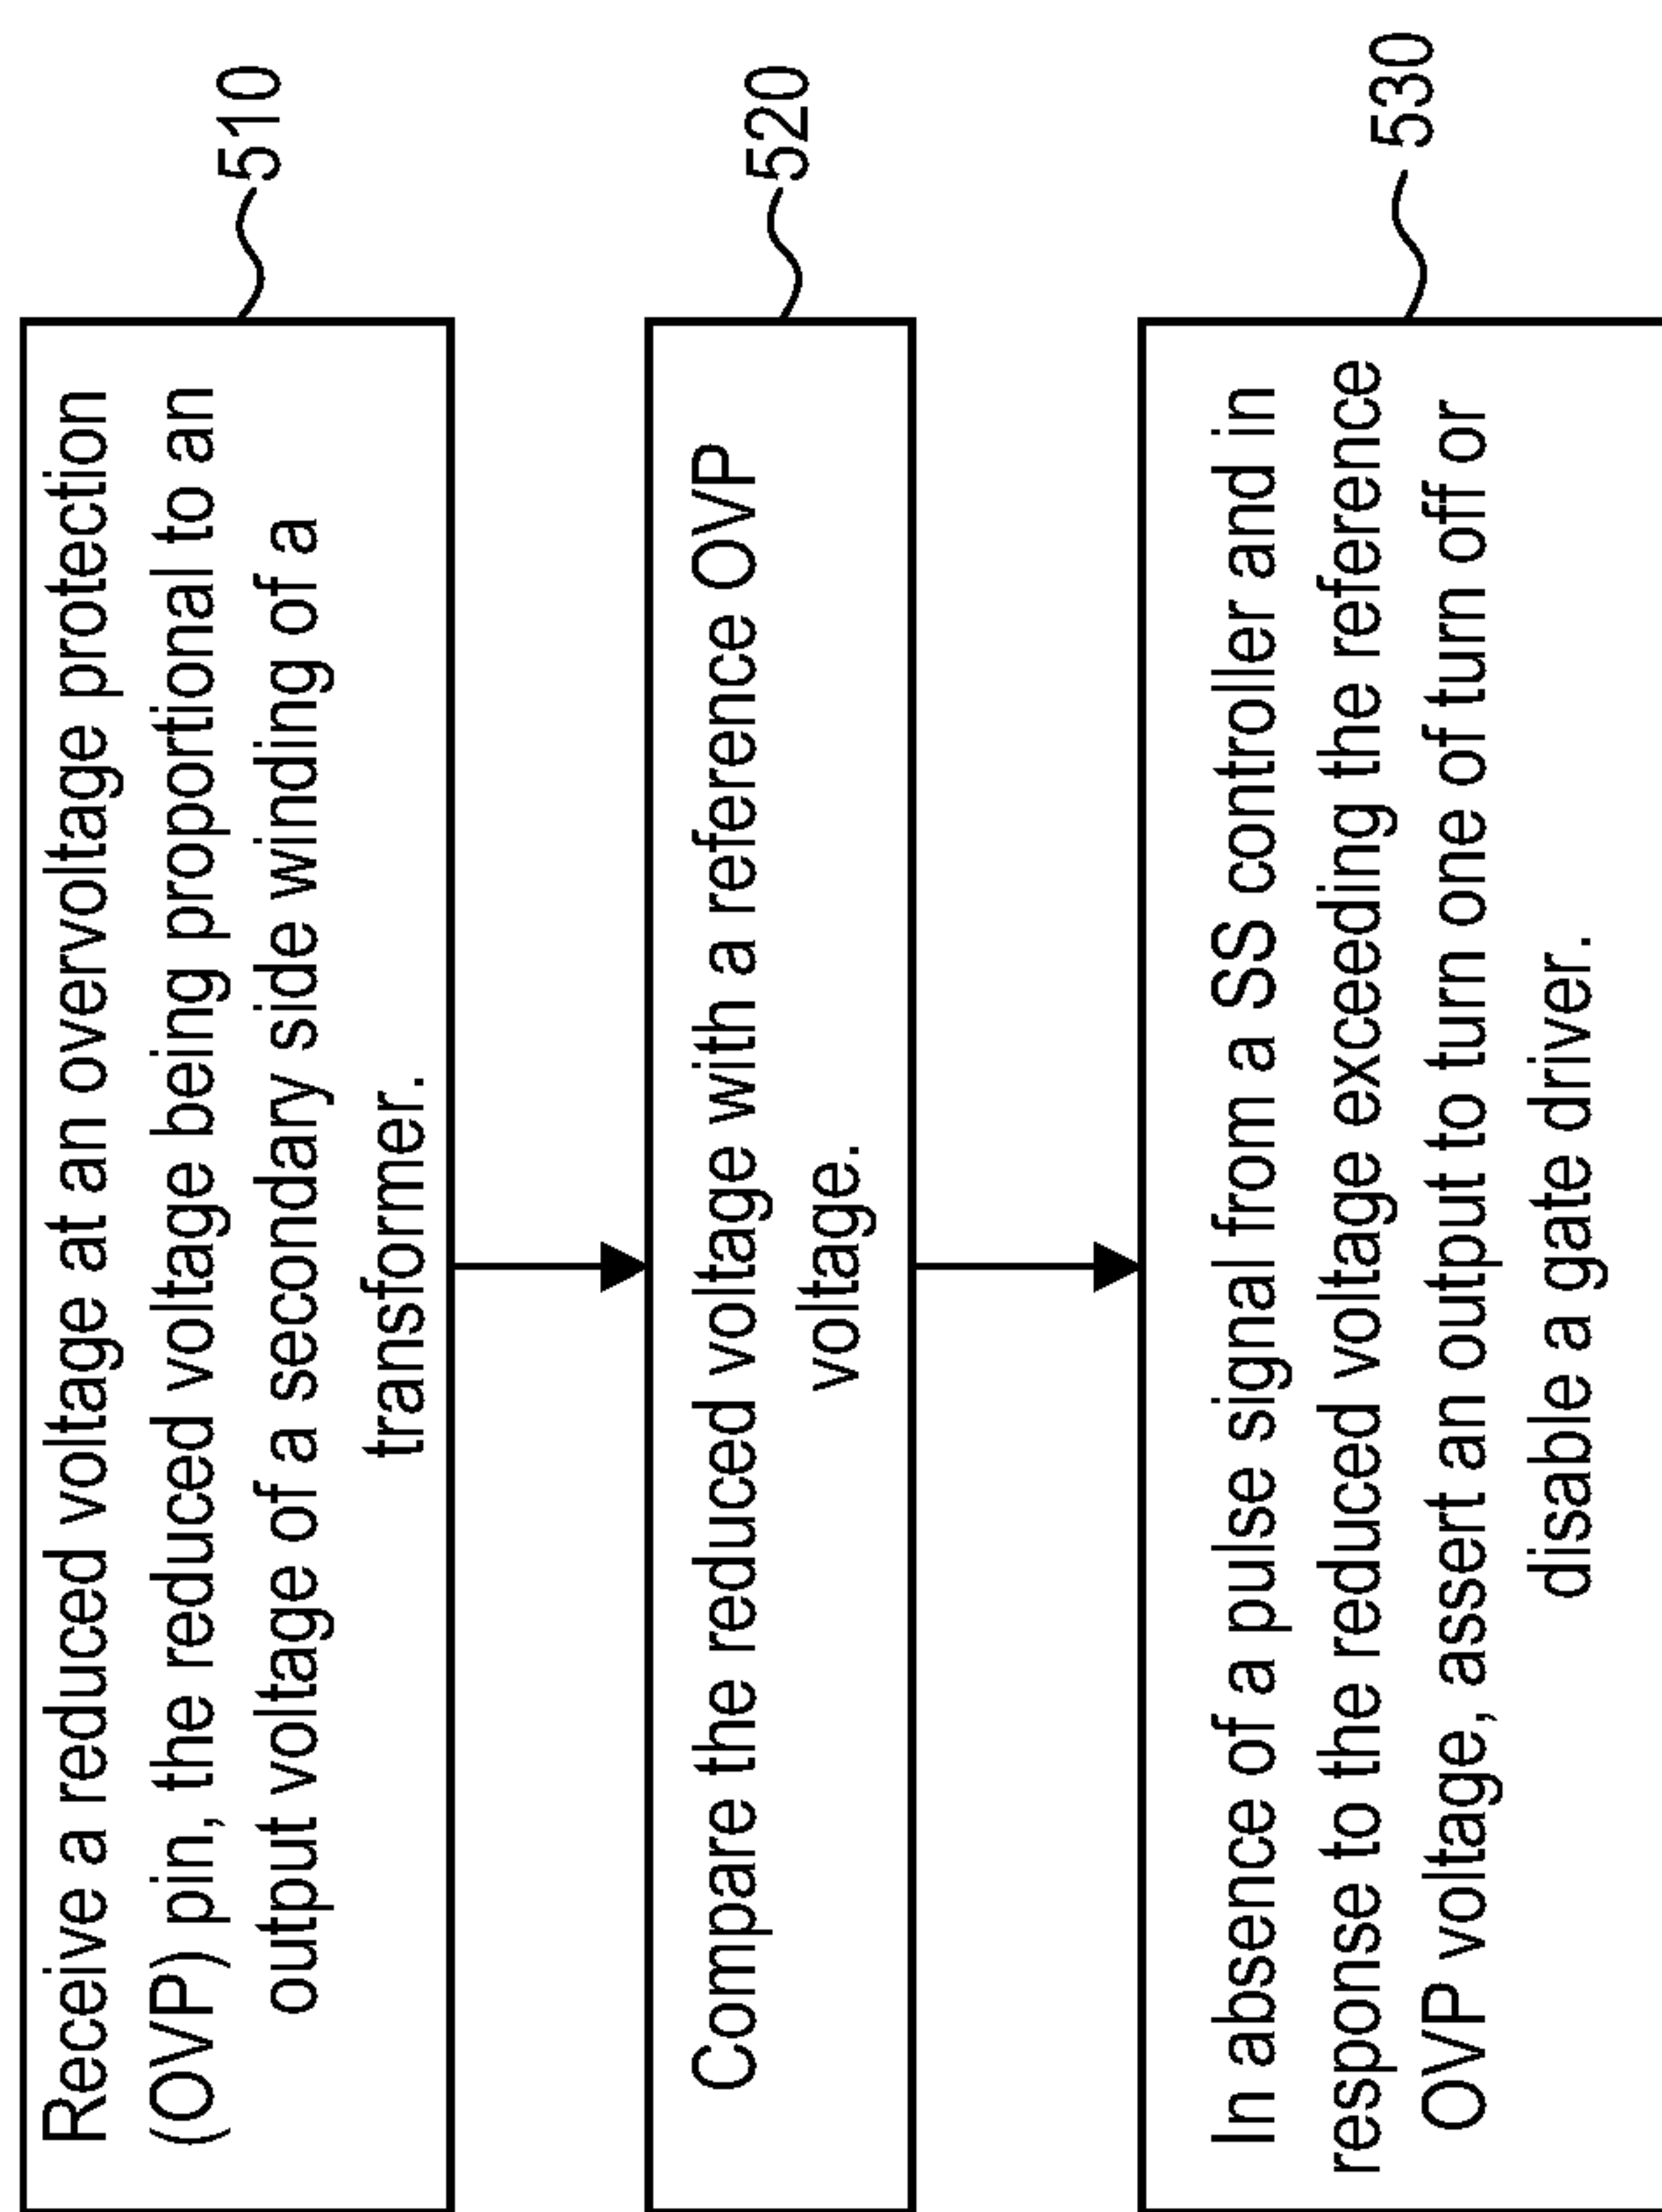 Receive a reduced voltage at an overvoltage protection
(OVP) pin, the reduced voltage being proportional to an
output voltage of a secondary side winding of a
transformer.
510
Compare the reduced voltage with a reference OVP
voltage.
520
In absence of a pulse signal from a SS controller and in
response to the reduced voltage exceeding the reference
OVP voltage, assert an output to turn one of turn off or
disable a gate driver.
530